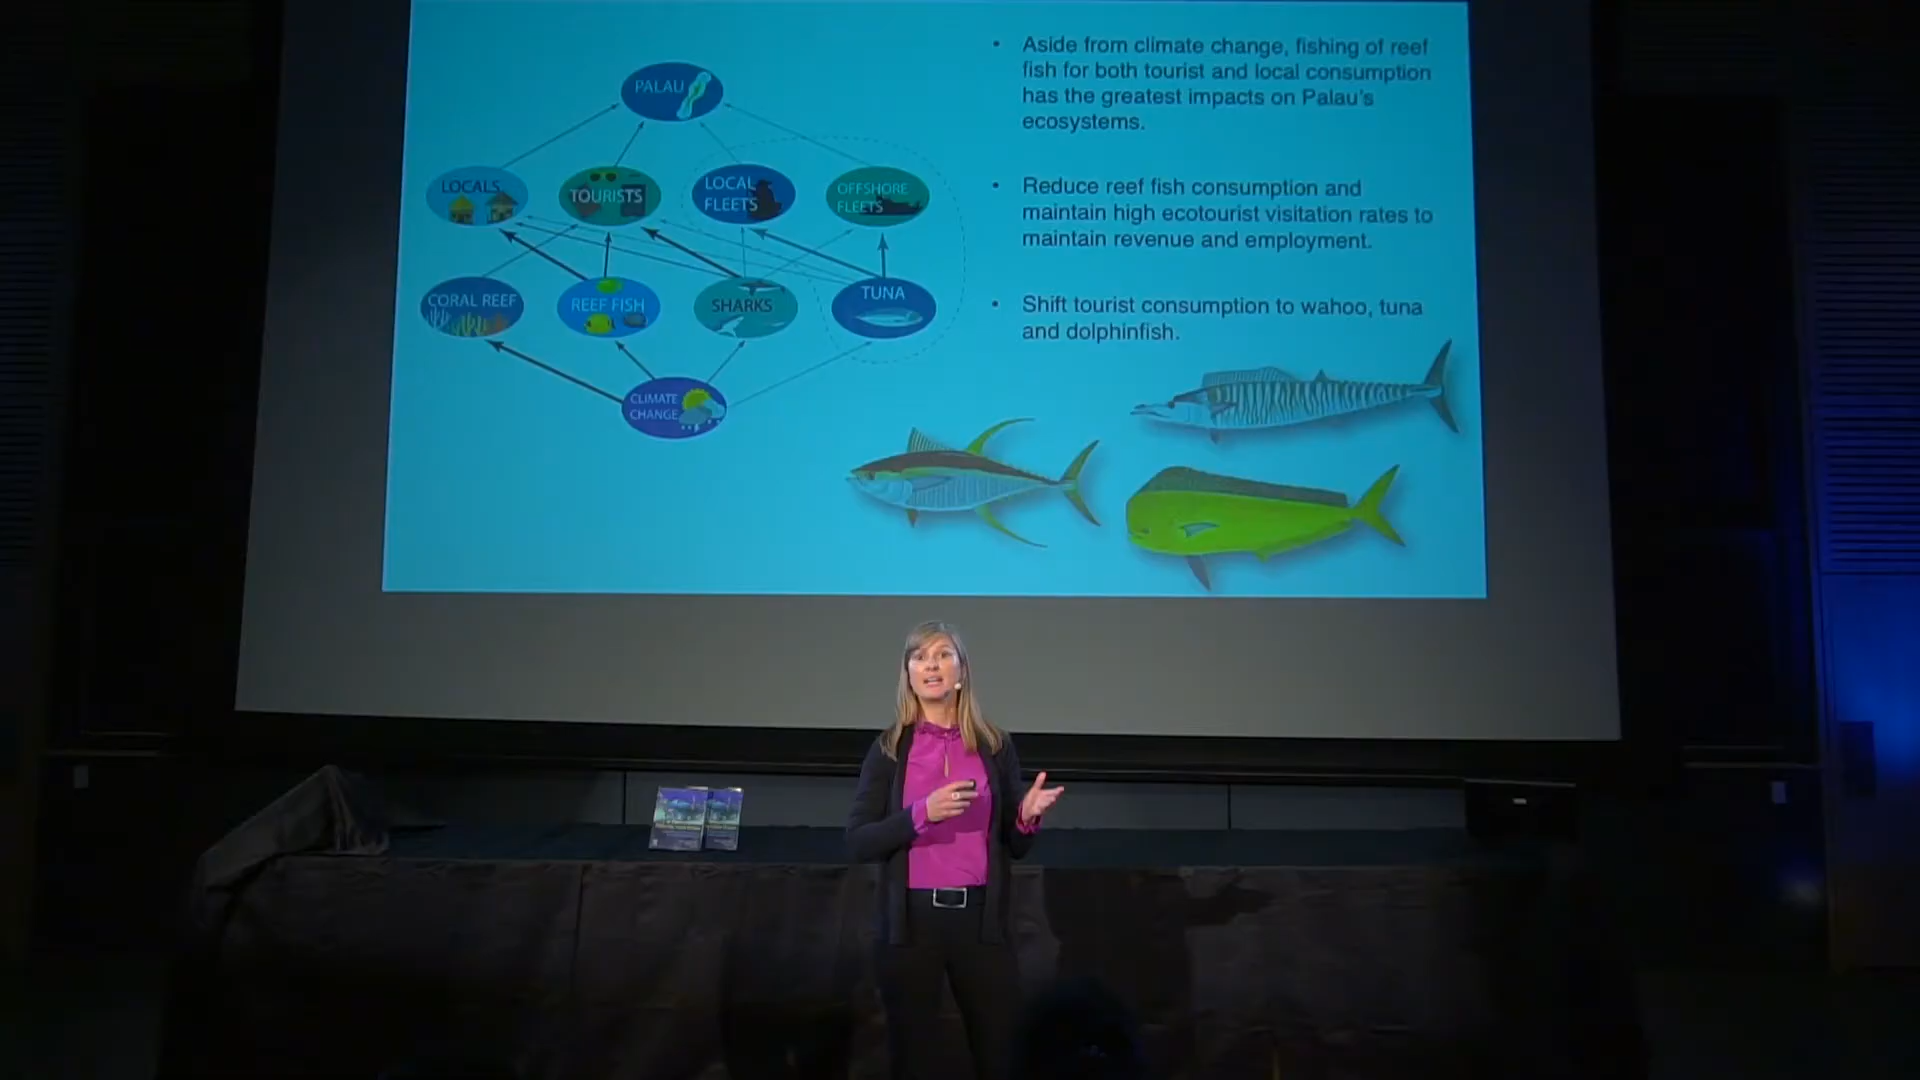 PALAU
LOCALS
TOURISTS
LOCAL
FLEETS
OFFSHORE
FLEETS
CORAL REEF
REEF FISH
SHARKS
TUNA
CLIMATE
CHANGE
• Aside from climate change, fishing of reef
fish for both tourist and local consumption
has the greatest impacts on Palau's
ecosystems.
• Reduce reef fish consumption and
maintain high ecotourist visitation rates to
maintain revenue and employment.
• Shift tourist consumption to wahoo, tuna
and dolphinfish.